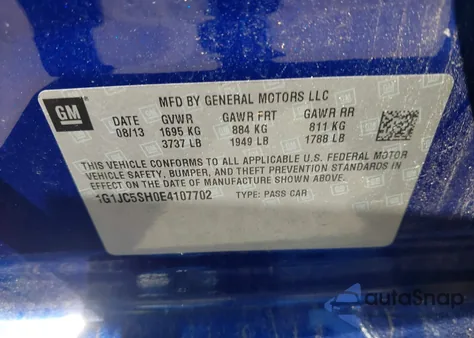 GM
MFD BY GENERAL MOTORS LLC
DATE GVWR GAWR FRT GAWR RR
08/13 1695 KG 884 KG 811 KG
3737 LB 1949 LB 1788 LB
THIS VEHICLE CONFORMS TO ALL APPLICABLE U.S. FEDERAL MOTOR
VEHICLE SAFETY, BUMPER, AND THEFT PREVENTION STANDARDS IN
EFFECT ON THE DATE OF MANUFACTURE SHOWN ABOVE.
1G1JC5SH0E4107702 TYPE: PASS CAR
autoSnap